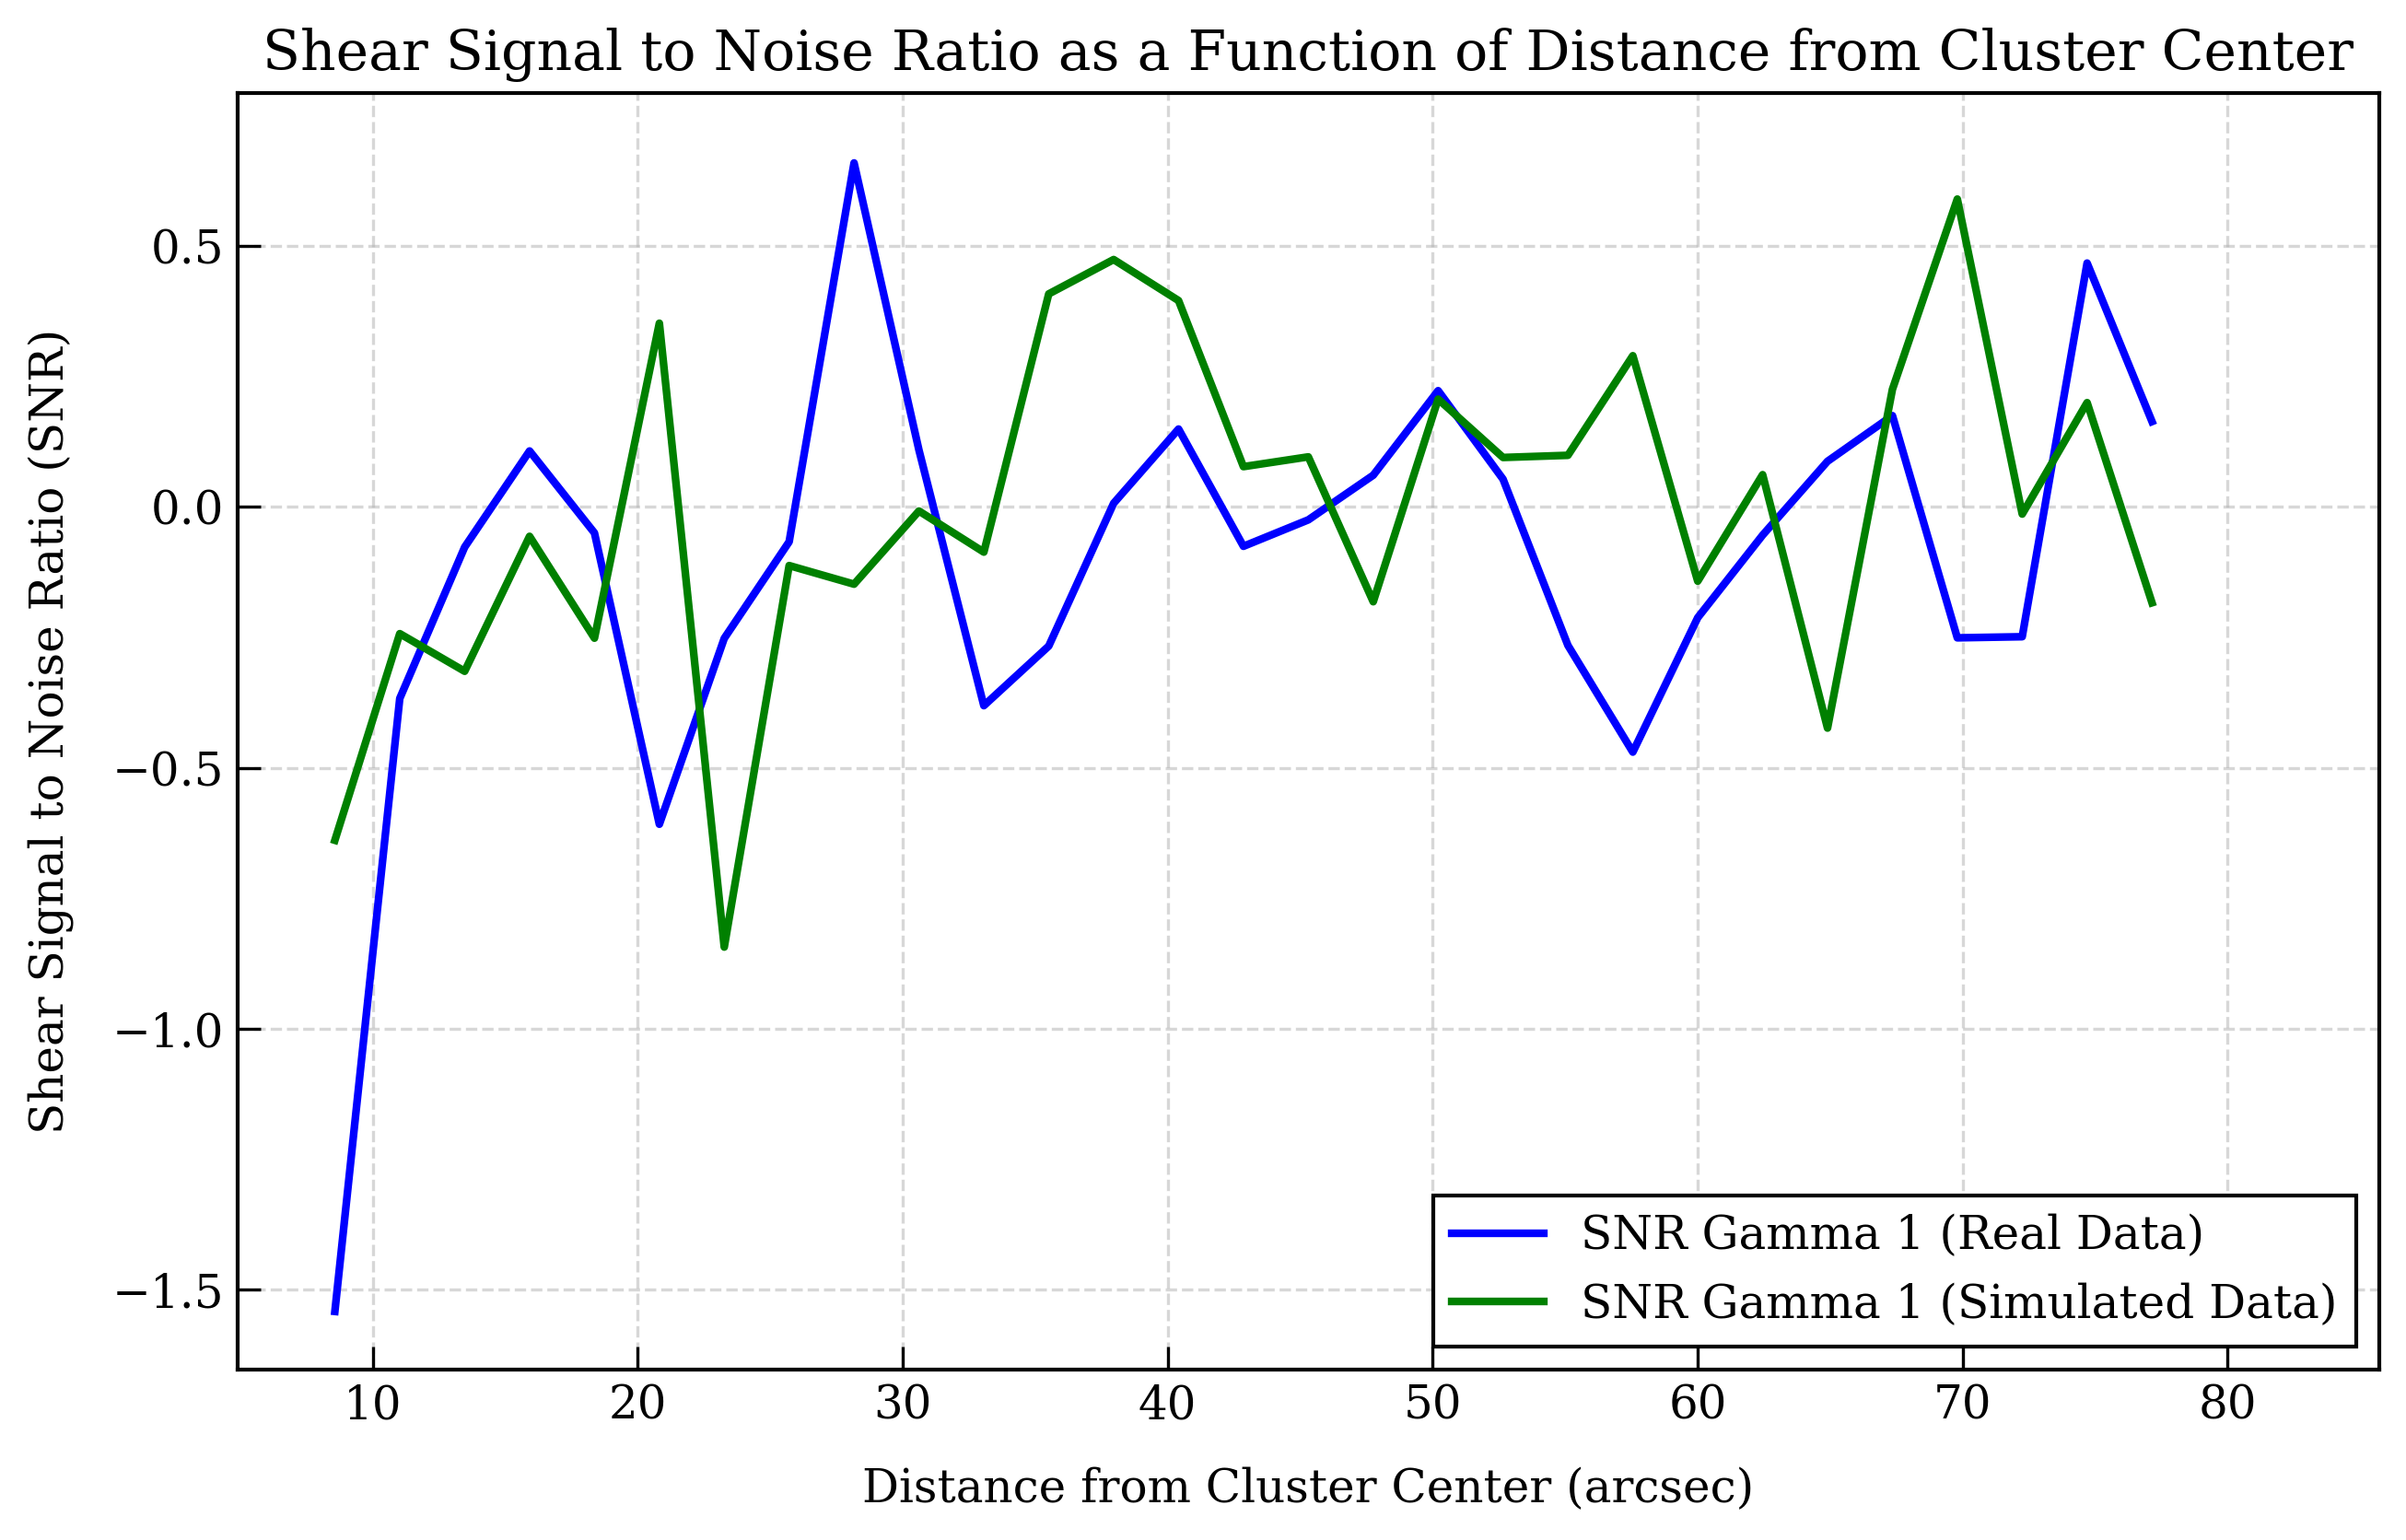 Shear Signal to Noise Ratio as a Function of Distance from Cluster Center
Shear Signal to Noise Ratio (SNR)
0.5
0.0
−0.5
−1.0
−1.5
SNR Gamma 1 (Real Data)
SNR Gamma 1 (Simulated Data)
10 20 30 40 50 60 70 80
Distance from Cluster Center (arcsec)